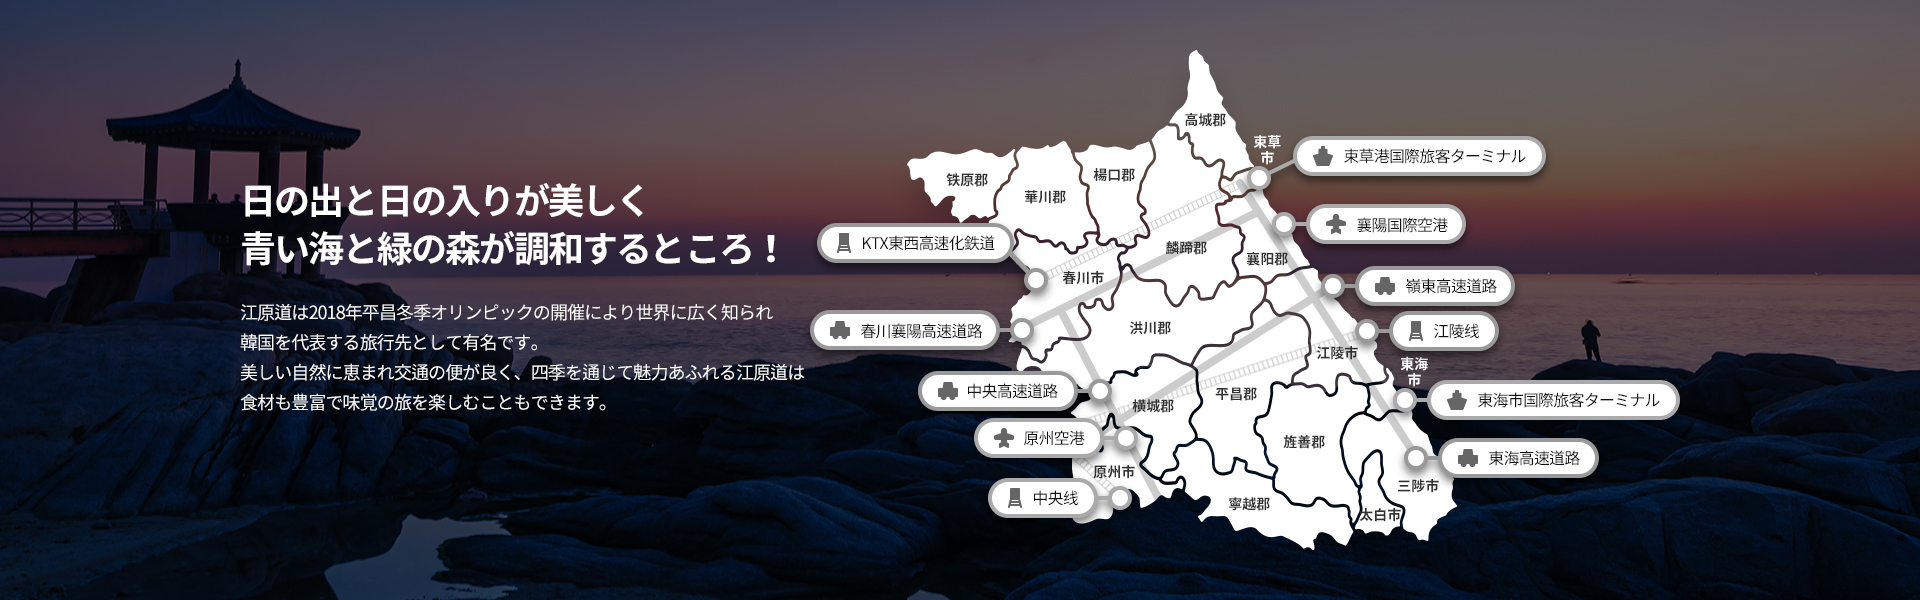 日の出と日の入りが美しく
青い海と緑の森が調和するところ！
江原道は2018年平昌冬季オリンピックの開催により世界に広く知られ
韓国を代表する旅行先として有名です。
美しい自然に恵まれ交通の便が良く、四季を通じて魅力あふれる江原道は
食材も豊富で味覚の旅を楽しむこともできます。
高城郡
束草
市
束草港国際旅客ターミナル
铁原郡
華川郡
楊口郡
襄陽国際空港
KTX東西高速化鉄道
麟蹄郡
襄阳郡
春川市
嶺東高速道路
春川襄陽高速道路
洪川郡
江陵线
江陵市
東海
市
中央高速道路
横城郡
平昌郡
東海市国際旅客ターミナル
原州空港
旌善郡
東海高速道路
原州市
三陟市
中央线
寧越郡
太白市